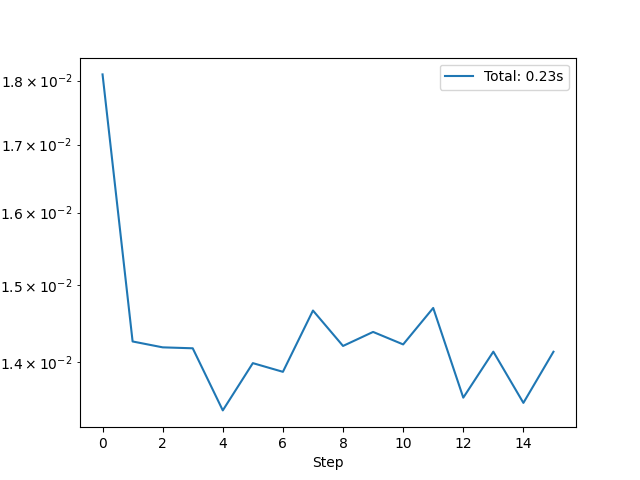 Total: 0.23s
1.8 × 10⁻²
1.7 × 10⁻²
1.6 × 10⁻²
1.5 × 10⁻²
1.4 × 10⁻²
0 2 4 6 8 10 12 14
Step